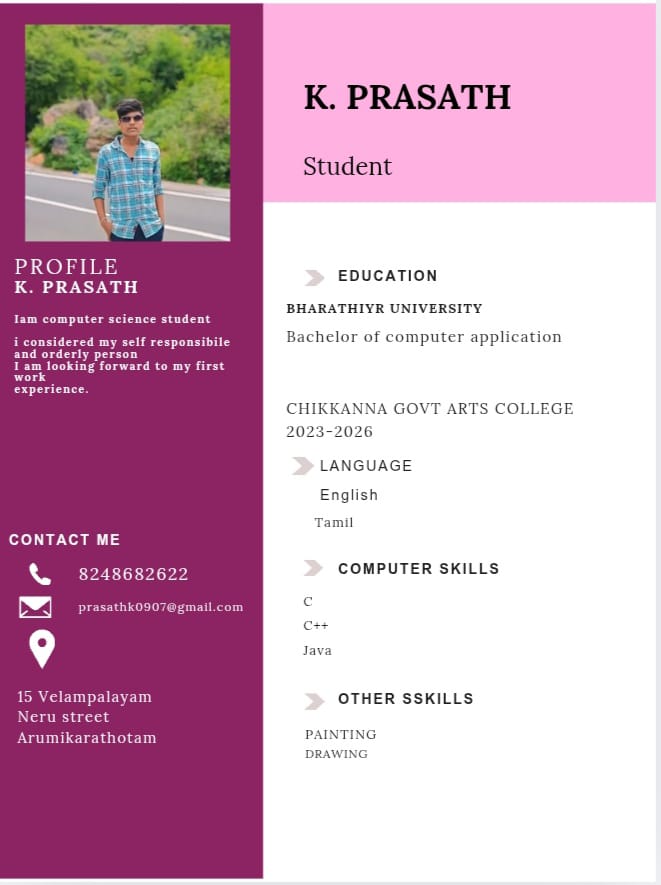 K. PRASATH
Student
PROFILE
K. PRASATH
Iam computer science student
i considered my self responsibile
and orderly person
I am looking forward to my first
work
experience.
CONTACT ME
8248682622
prasathk0907@gmail.com
15 Velampalayam
Neru street
Arumikarathotam
EDUCATION
BHARATHIYR UNIVERSITY
Bachelor of computer application
CHIKKANNA GOVT ARTS COLLEGE
2023-2026
LANGUAGE
English
Tamil
COMPUTER SKILLS
C
C++
Java
OTHER SSKILLS
PAINTING
DRAWING